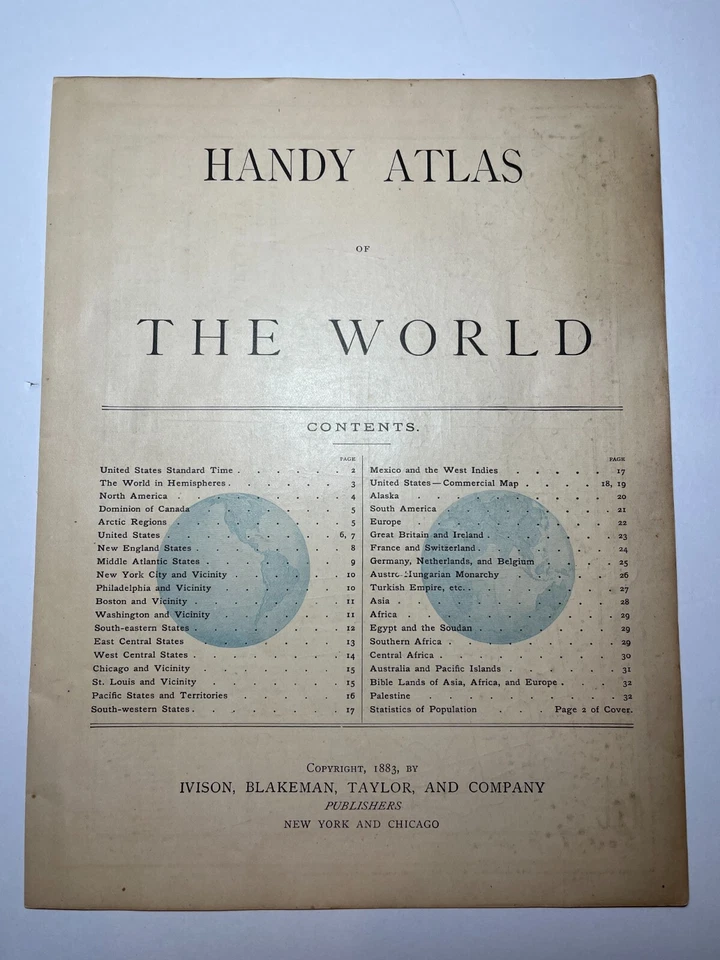 HANDY ATLAS
OF
THE WORLD
CONTENTS.
PAGE
United States Standard Time . . . . . . 2
The World in Hemispheres . . . . . . 3
North America . . . . . . . . 4
Dominion of Canada . . . . . . . 5
Arctic Regions . . . . . . . . 5
United States . . . . . . . . 6, 7
New England States . . . . . . . 8
Middle Atlantic States . . . . . . . 9
New York City and Vicinity . . . . . . 10
Philadelphia and Vicinity . . . . . . 10
Boston and Vicinity . . . . . . . 11
Washington and Vicinity . . . . . . 11
South-eastern States . . . . . . . 12
East Central States . . . . . . . 13
West Central States . . . . . . . 14
Chicago and Vicinity . . . . . . . 15
St. Louis and Vicinity . . . . . . . 15
Pacific States and Territories . . . . . . 16
South-western States . . . . . . . 17
PAGE
Mexico and the West Indies . . . . . 17
United States—Commercial Map . . . . 18, 19
Alaska . . . . . . . . . 20
South America . . . . . . . . 21
Europe . . . . . . . . . 22
Great Britain and Ireland . . . . . . 23
France and Switzerland . . . . . . 24
Germany, Netherlands, and Belgium . . . . 25
Austro-Hungarian Monarchy . . . . . 26
Turkish Empire, etc. . . . . . . . 27
Asia . . . . . . . . . . 28
Africa . . . . . . . . . 29
Egypt and the Soudan . . . . . . 29
Southern Africa . . . . . . . . 29
Central Africa . . . . . . . . 30
Australia and Pacific Islands . . . . . 31
Bible Lands of Asia, Africa, and Europe . . . 32
Palestine . . . . . . . . 32
Statistics of Population . . . Page 2 of Cover.
Copyright, 1883, by
IVISON, BLAKEMAN, TAYLOR, AND COMPANY
PUBLISHERS
NEW YORK AND CHICAGO